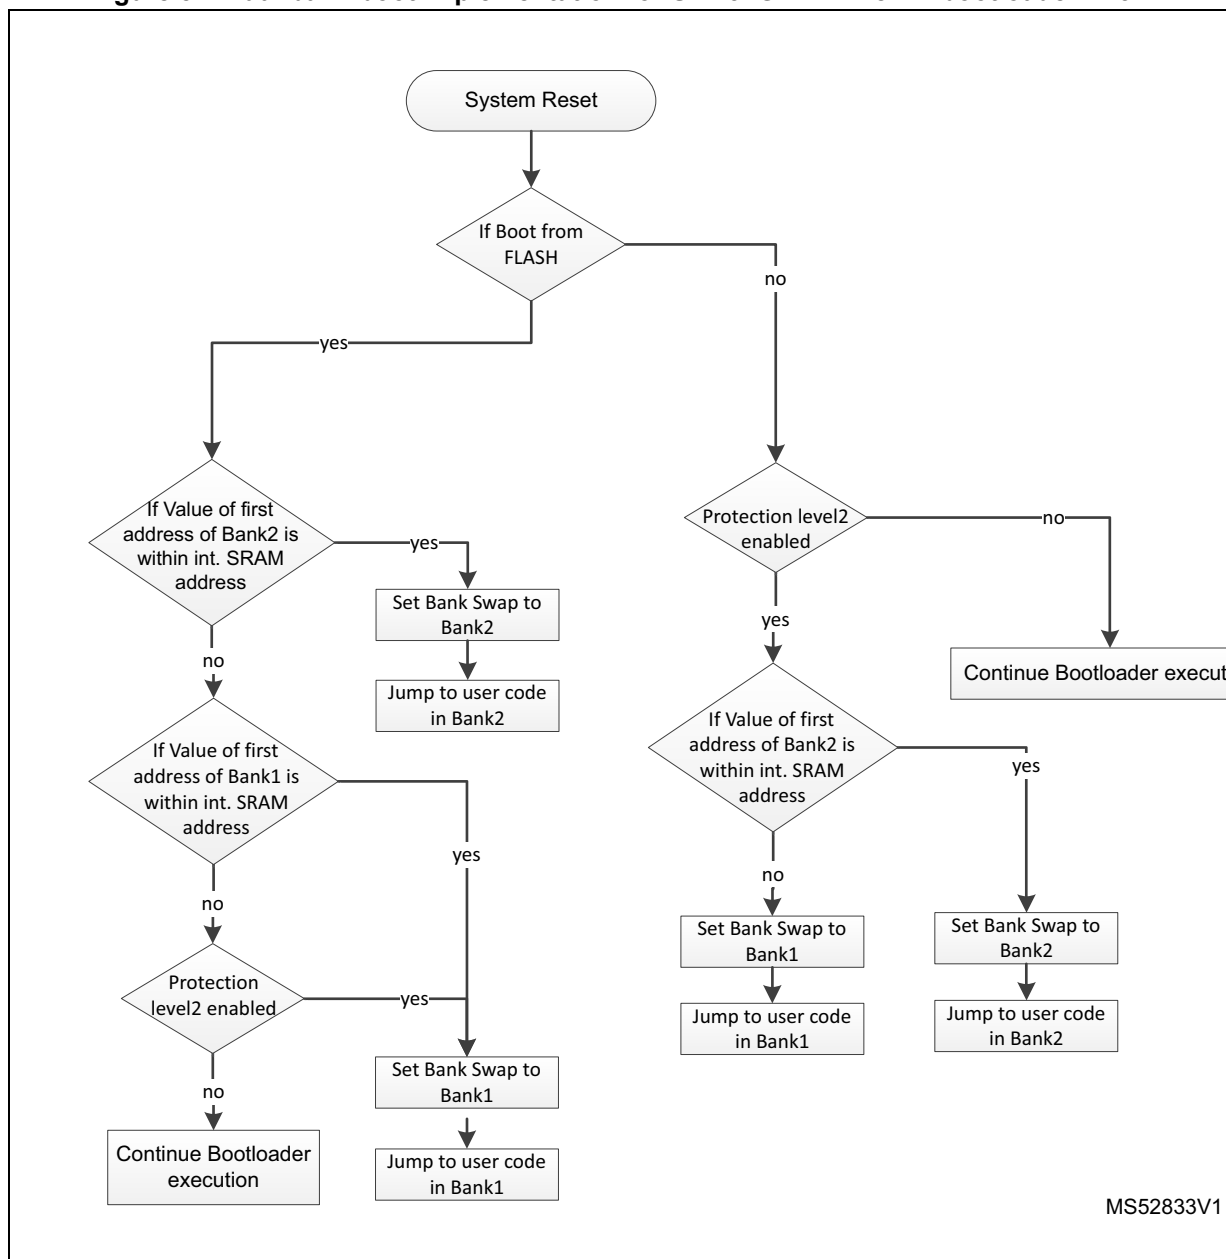 System Reset
If Boot from
FLASH
no
yes
If Value of first
address of Bank2 is
within int. SRAM
address
yes
Set Bank Swap to
Bank2
Jump to user code
in Bank2
no
If Value of first
address of Bank1 is
within int. SRAM
address
yes
no
Protection
level2 enabled
yes
Set Bank Swap to
Bank1
Jump to user code
in Bank1
no
Continue Bootloader
execution
Protection level2
enabled
no
Continue Bootloader execut
yes
If Value of first
address of Bank2 is
within int. SRAM
address
yes
Set Bank Swap to
Bank2
Jump to user code
in Bank2
no
Set Bank Swap to
Bank1
Jump to user code
in Bank1
MS52833V1